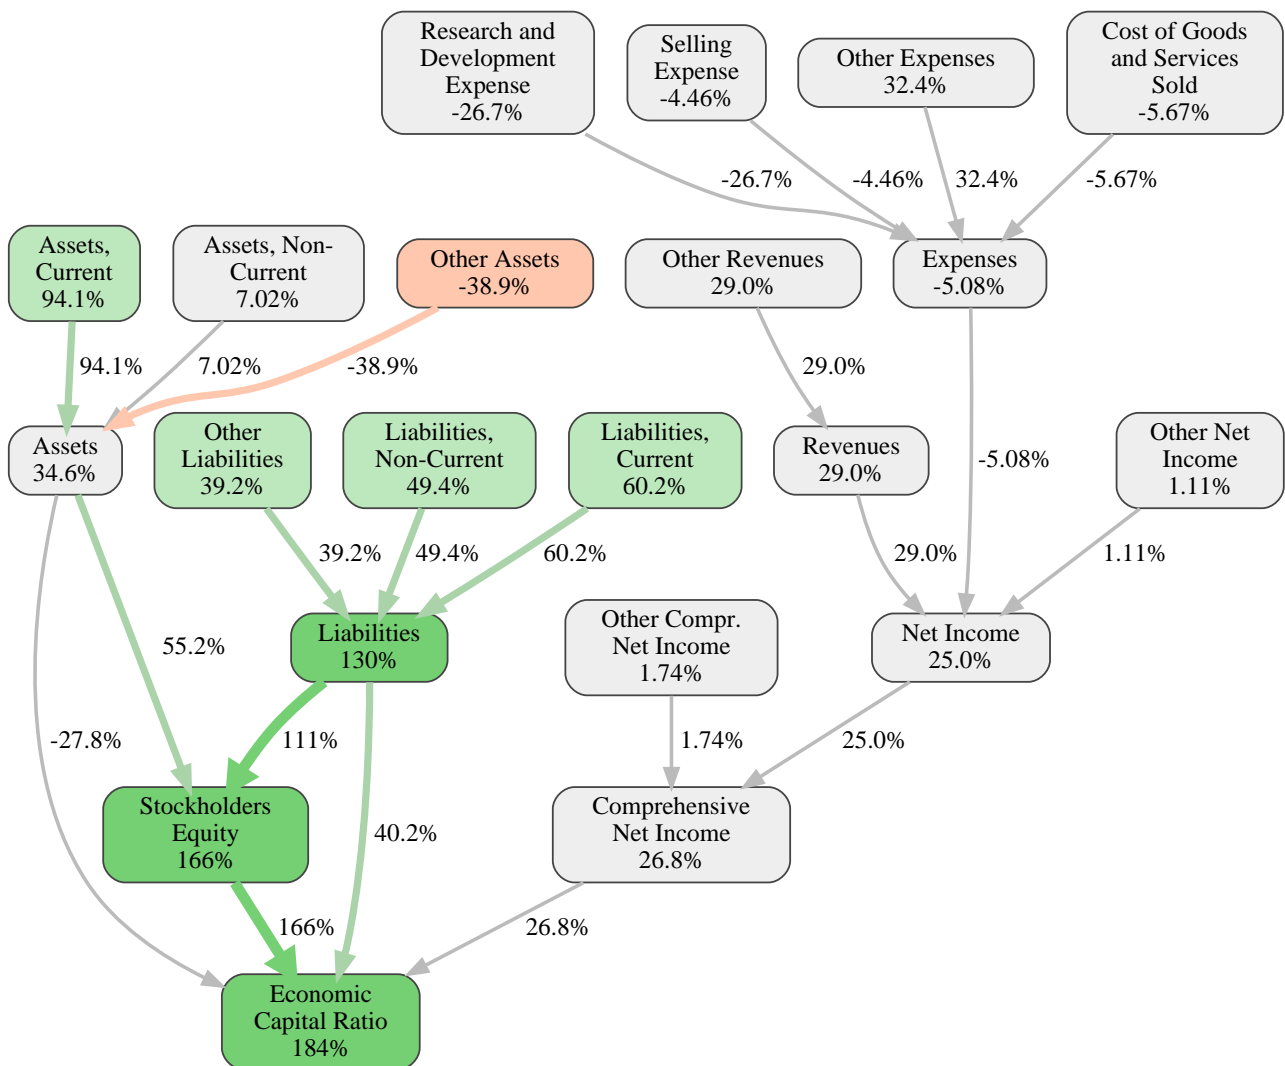 Research and
Development
Expense
-26.7%
Selling
Expense
-4.46%
Other Expenses
32.4%
Cost of Goods
and Services
Sold
-5.67%
-26.7%
-4.46%
32.4%
-5.67%
Assets,
Current
94.1%
Assets, Non-
Current
7.02%
Other Assets
-38.9%
Other Revenues
29.0%
Expenses
-5.08%
94.1%
7.02%
-38.9%
29.0%
Assets
34.6%
Other
Liabilities
39.2%
Liabilities,
Non-Current
49.4%
Liabilities,
Current
60.2%
Revenues
29.0%
-5.08%
Other Net
Income
1.11%
39.2%
49.4%
60.2%
29.0%
1.11%
55.2%
Liabilities
130%
Other Compr.
Net Income
1.74%
Net Income
25.0%
-27.8%
111%
1.74%
25.0%
Stockholders
Equity
166%
40.2%
Comprehensive
Net Income
26.8%
166%
26.8%
Economic
Capital Ratio
184%